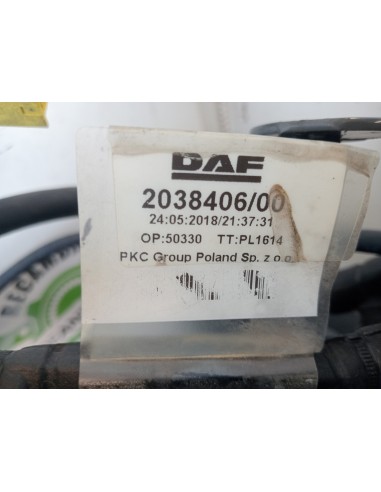 DAF
2038406/00
24:05:2018/21:37:31
OP:50330 TT:PL1614
PKC Group Poland Sp. z o.o.